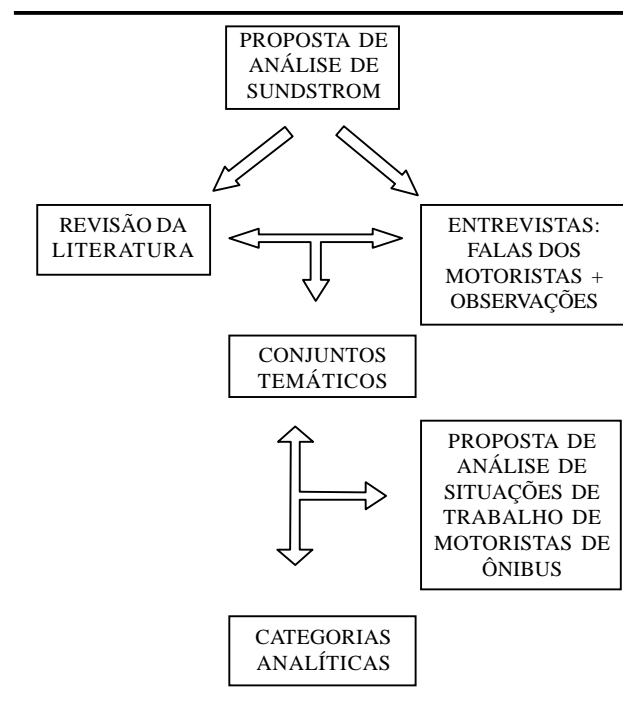 PROPOSTA DE
ANÁLISE DE
SUNDSTROM
REVISÃO DA
LITERATURA
ENTREVISTAS:
FALAS DOS
MOTORISTAS +
OBSERVAÇÕES
CONJUNTOS
TEMÁTICOS
PROPOSTA DE
ANÁLISE DE
SITUAÇÕES DE
TRABALHO DE
MOTORISTAS DE
ÔNIBUS
CATEGORIAS
ANALÍTICAS